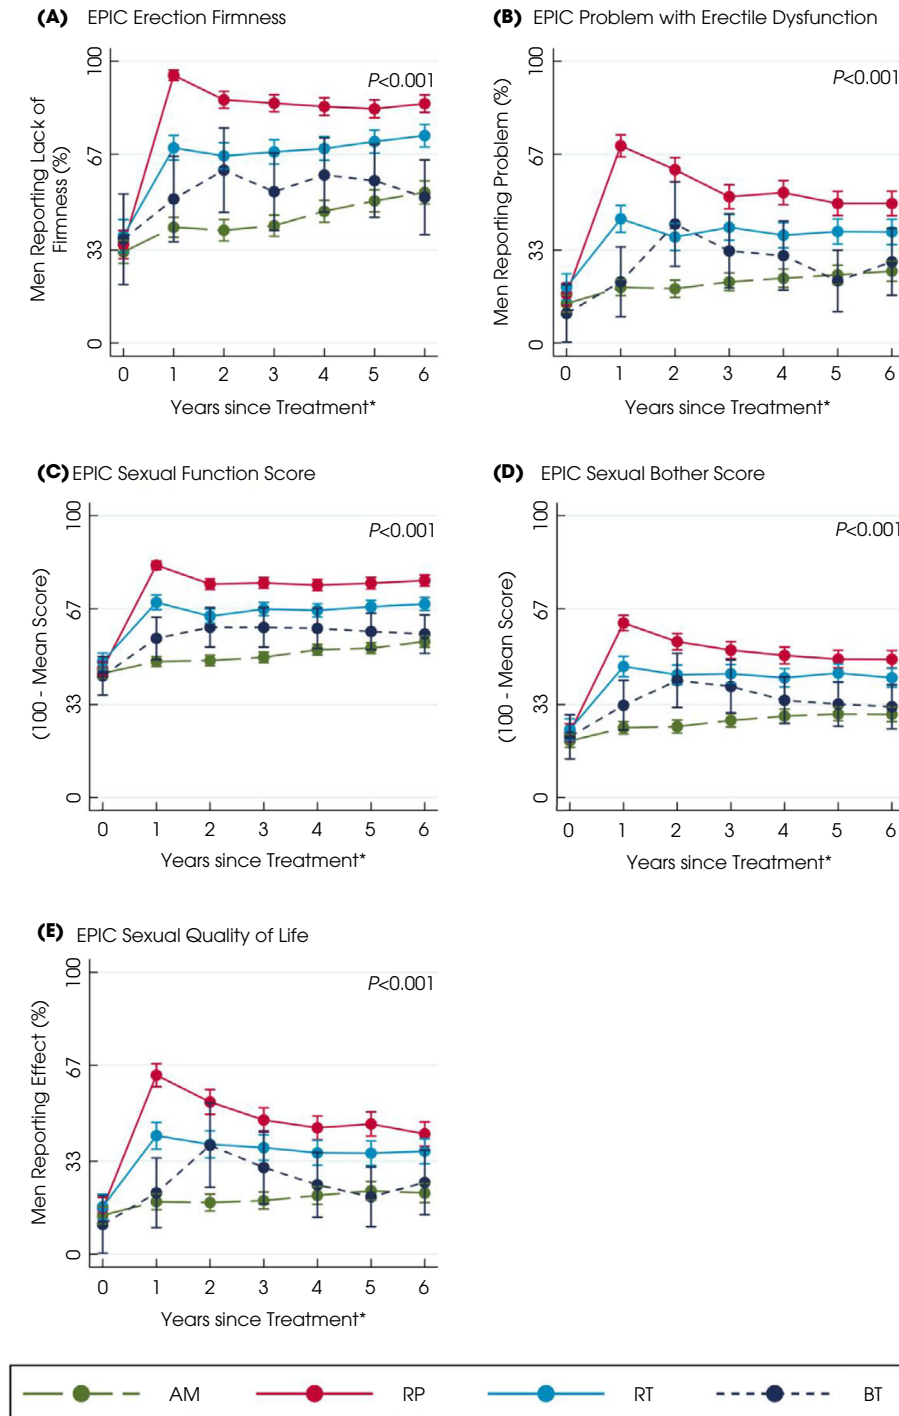 (A) EPIC Erection Firmness
Men Reporting Lack of
Firmness (%)
100
67
33
0
P<0.001
0 1 2 3 4 5 6
Years since Treatment*
(B) EPIC Problem with Erectile Dysfunction
Men Reporting Problem (%)
100
67
33
0
P<0.001
0 1 2 3 4 5 6
Years since Treatment*
(C) EPIC Sexual Function Score
(100 - Mean Score)
100
67
33
0
P<0.001
0 1 2 3 4 5 6
Years since Treatment*
(D) EPIC Sexual Bother Score
(100 - Mean Score)
100
67
33
0
P<0.001
0 1 2 3 4 5 6
Years since Treatment*
(E) EPIC Sexual Quality of Life
Men Reporting Effect (%)
100
67
33
0
P<0.001
0 1 2 3 4 5 6
Years since Treatment*
AM RP RT BT